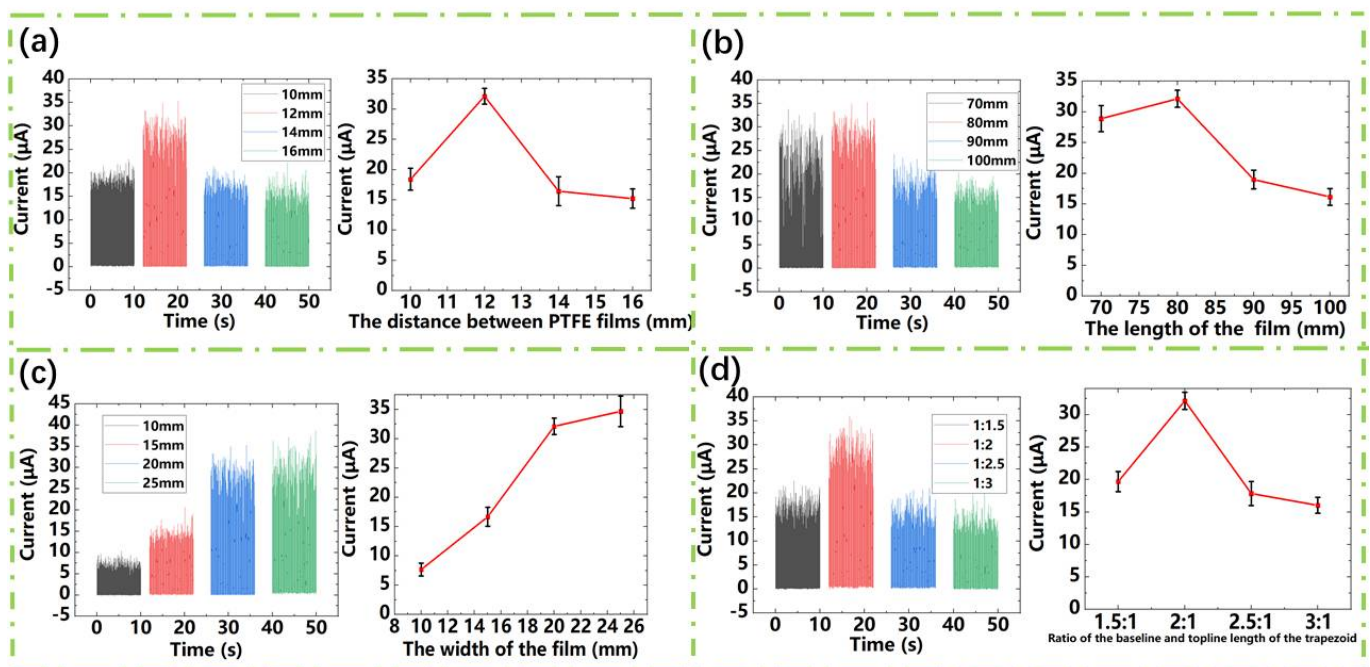 (a)
40
35
30
25
20
15
10
5
0
-5
Current (μA)
10mm
12mm
14mm
16mm
0 10 20 30 40 50
Time (s)
35
30
25
20
15
10
5
0
Current (μA)
10 11 12 13 14 15 16
The distance between PTFE films (mm)
(b)
40
35
30
25
20
15
10
5
0
-5
Current (μA)
70mm
80mm
90mm
100mm
0 10 20 30 40 50
Time (s)
35
30
25
20
15
10
5
0
Current (μA)
70 75 80 85 90 95 100
The length of the film (mm)
(c)
45
40
35
30
25
20
15
10
5
0
-5
Current (μA)
10mm
15mm
20mm
25mm
0 10 20 30 40 50
Time (s)
35
30
25
20
15
10
5
0
Current (μA)
8 10 12 14 16 18 20 22 24 26
The width of the film (mm)
(d)
40
35
30
25
20
15
10
5
0
-5
Current (μA)
1:1.5
1:2
1:2.5
1:3
0 10 20 30 40 50
Time (s)
30
25
20
15
10
5
0
Current (μA)
1.5:1 2:1 2.5:1 3:1
Ratio of the baseline and topline length of the trapezoid